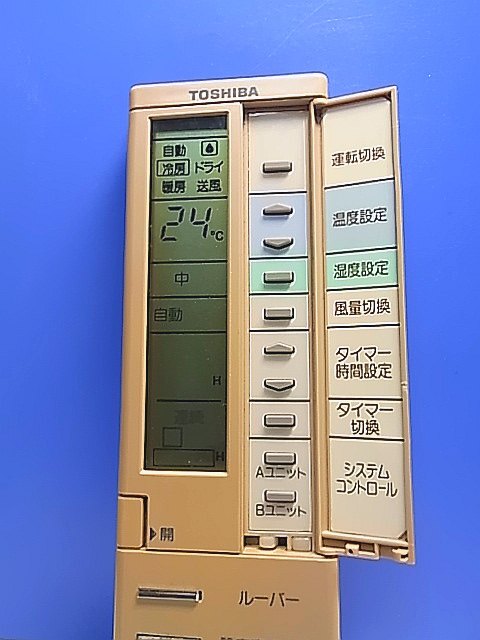 TOSHIBA
自動
冷房 ドライ
暖房 送風
24℃
中
自動
H
連続
H
運転切換
温度設定
湿度設定
風量切換
タイマー
時間設定
タイマー
切換
Aユニット
Bユニット
システム
コントロール
開
ルーバー